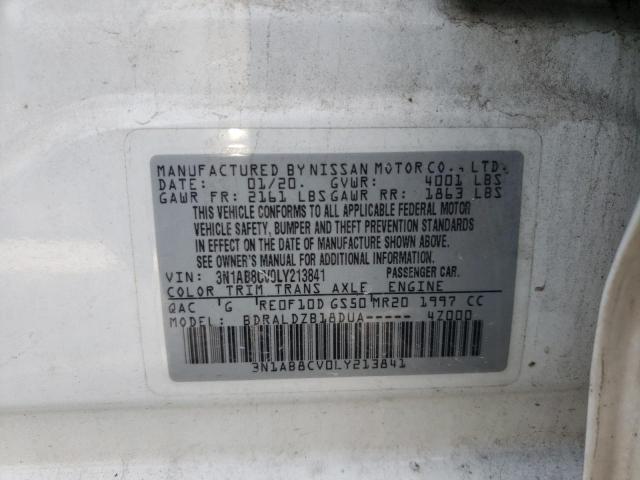 MANUFACTURED BY NISSAN MOTOR CO., LTD.
DATE: 01/20. GVWR: 4001 LBS
GAWR FR: 2161 LBS GAWR RR: 1863 LBS
THIS VEHICLE CONFORMS TO ALL APPLICABLE FEDERAL MOTOR
VEHICLE SAFETY, BUMPER AND THEFT PREVENTION STANDARDS
IN EFFECT ON THE DATE OF MANUFACTURE SHOWN ABOVE.
SEE OWNER'S MANUAL FOR ADDITIONAL INFORMATION.
VIN: 3N1AB8CV0LY213841 PASSENGER CAR.
COLOR TRIM TRANS AXLE ENGINE
QAC 'G 'RE0F10D GS50 MR20 1997 CC
MODEL: BDRALDZB18DUA----- 4Z000
3N1AB8CV0LY213841